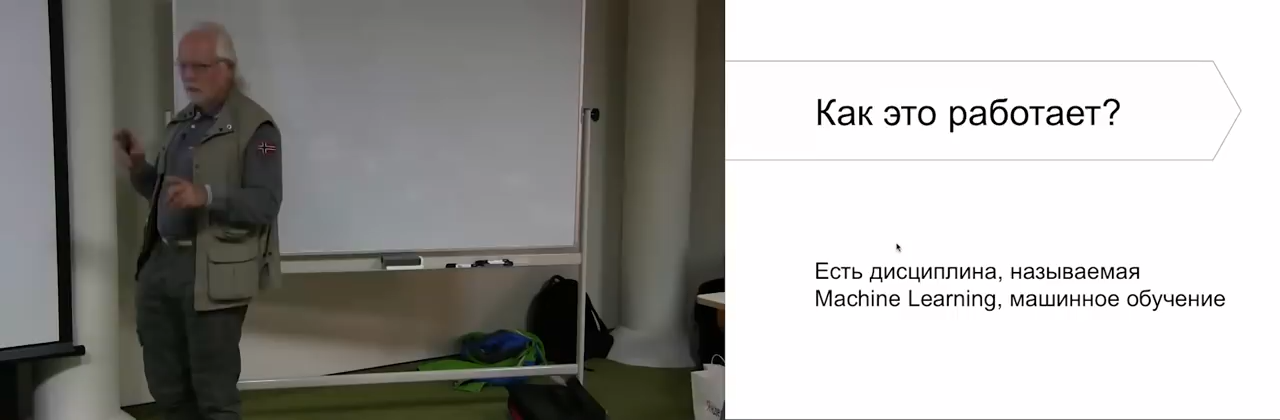 Как это работает?
Есть дисциплина, называемая
Machine Learning, машинное обучение